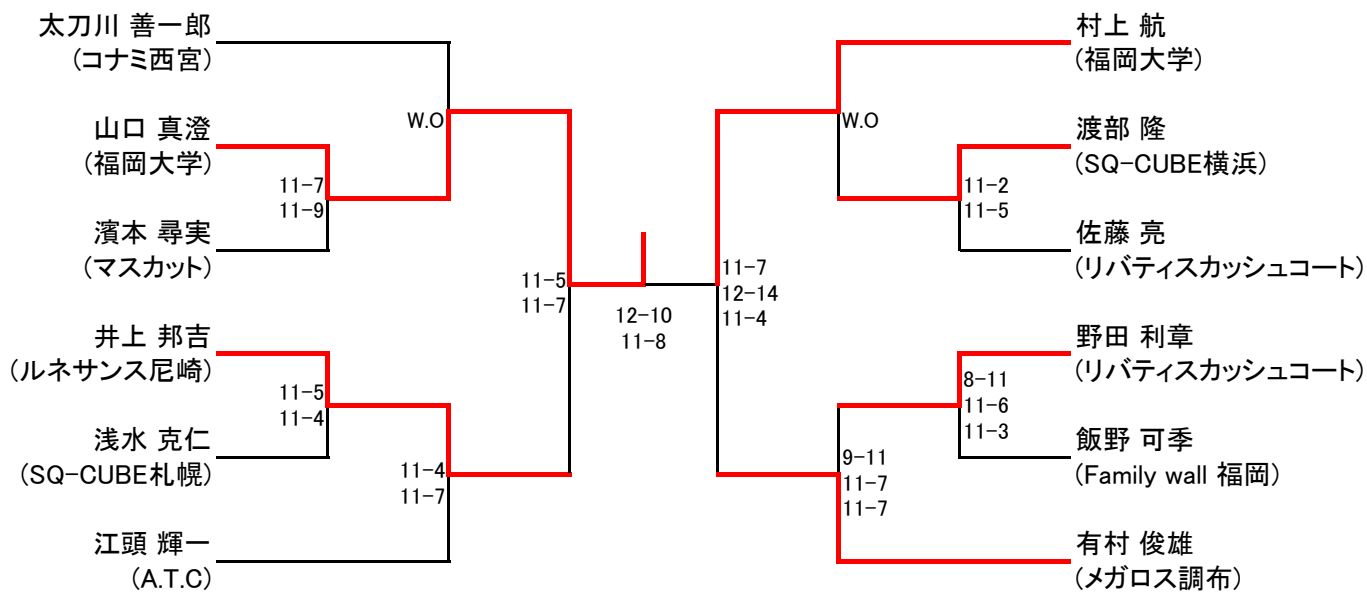 太刀川 善一郎
(コナミ西宮)
山口 真澄
(福岡大学)
濱本 尋実
(マスカット)
井上 邦吉
(ルネサンス尼崎)
浅水 克仁
(SQ-CUBE札幌)
江頭 輝一
(A.T.C)
W.O
11-7
11-9
11-5
11-4
11-4
11-7
11-5
11-7
12-10
11-8
11-7
12-14
11-4
W.O
11-2
11-5
8-11
11-6
11-3
9-11
11-7
11-7
村上 航
(福岡大学)
渡部 隆
(SQ-CUBE横浜)
佐藤 亮
(リバティスカッシュコート)
野田 利章
(リバティスカッシュコート)
飯野 可季
(Family wall 福岡)
有村 俊雄
(メガロス調布)